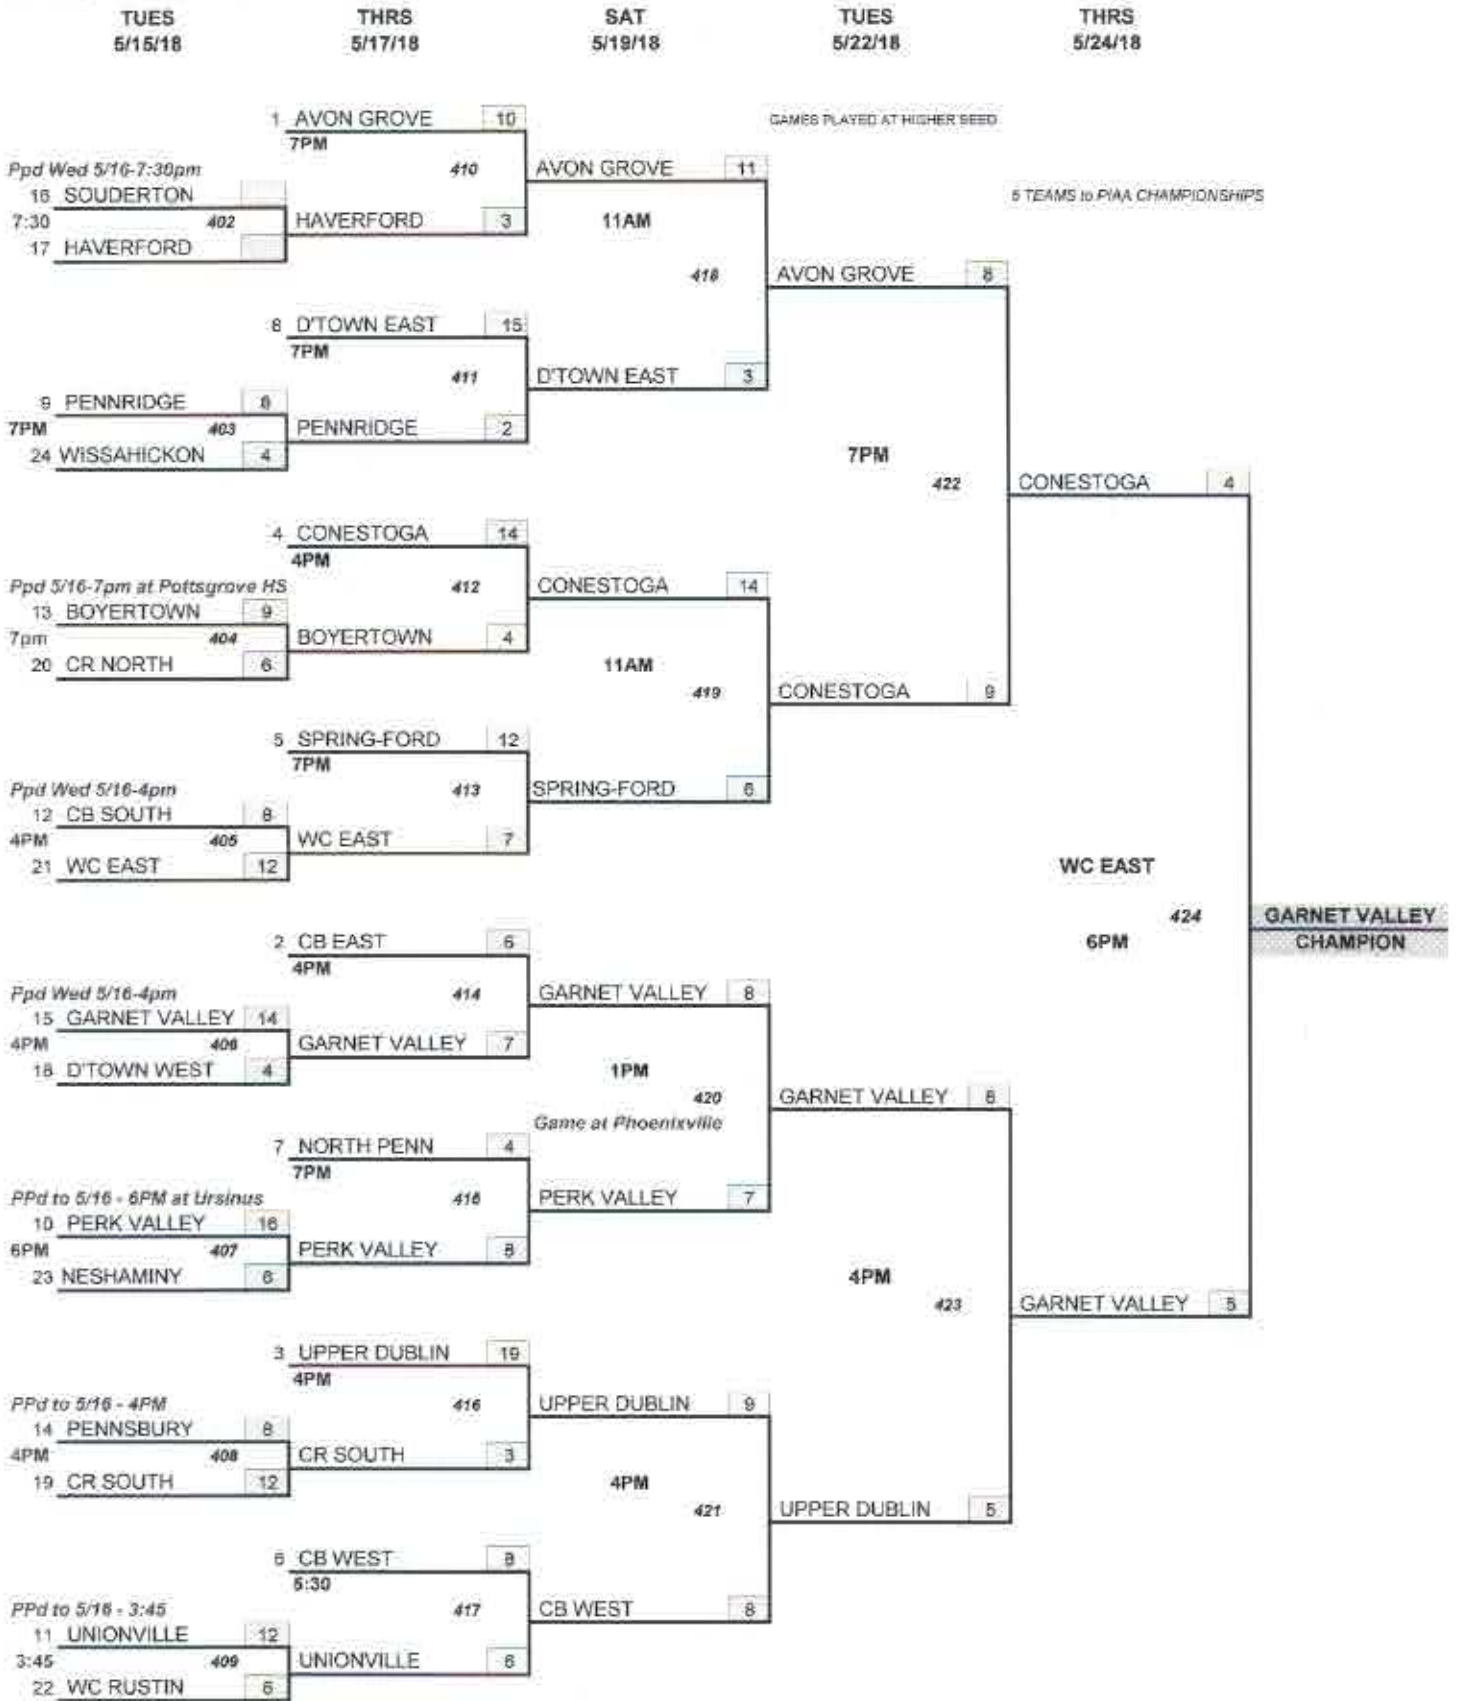 TUES THRS SAT TUES THRS
5/15/18 5/17/18 5/19/18 5/22/18 5/24/18
1 AVON GROVE 10
GAMES PLAYED AT HIGHER SEED
7PM
Ppd Wed 5/16-7:30pm
410 AVON GROVE 11
16 SOUDERTON
5 TEAMS to PIAA CHAMPIONSHIPS
7:30 402 HAVERFORD 3 11AM
17 HAVERFORD
418 AVON GROVE 8
8 D'TOWN EAST 15
7PM
411 D'TOWN EAST 3
9 PENNRIDGE
7PM 403 PENNRIDGE 2
24 WISSAHICKON 4
7PM
422 CONESTOGA 4
4 CONESTOGA 14
4PM
Ppd 5/16-7pm at Pottsgrove HS
412 CONESTOGA 14
13 BOYERTOWN 9
7pm 404 BOYERTOWN 4
20 CR NORTH 6
11AM
419 CONESTOGA 9
5 SPRING-FORD 12
7PM
Ppd Wed 5/16-4pm
413 SPRING-FORD 6
12 CB SOUTH 8
4PM 405 WC EAST 7
21 WC EAST 12
WC EAST
424 GARNET VALLEY
6PM CHAMPION
2 CB EAST 6
4PM
Ppd Wed 5/16-4pm
414 GARNET VALLEY 8
15 GARNET VALLEY 14
4PM 406 GARNET VALLEY 7
18 D'TOWN WEST 4
1PM
420 GARNET VALLEY
Game at Phoenixville
7 NORTH PENN 4
7PM
PPd to 5/16 - 6PM at Ursinus
PERK VALLEY 7
10 PERK VALLEY 16
6PM 407 PERK VALLEY 8
23 NESHAMINY 6
4PM
423 GARNET VALLEY 5
3 UPPER DUBLIN 19
4PM
PPd to 5/16 - 4PM
416 UPPER DUBLIN 9
14 PENNSBURY 8
4PM 408 CR SOUTH 3
19 CR SOUTH 12
4PM
421 UPPER DUBLIN 5
6 CB WEST 8
5:30
PPd to 5/16 - 3:45
417 CB WEST 8
11 UNIONVILLE 12
3:45 409 UNIONVILLE 6
22 WC RUSTIN 6